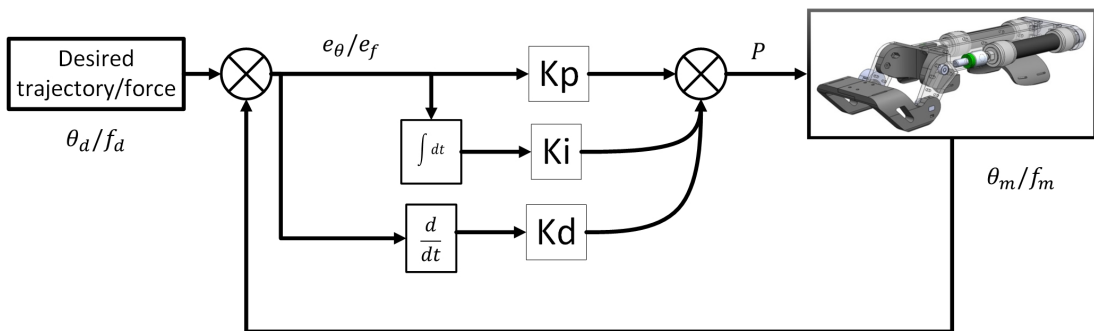 Desired
trajectory/force
θ_d/f_d
e_θ/e_f
Kp
P
∫ dt
Ki
d
dt
Kd
θ_m/f_m